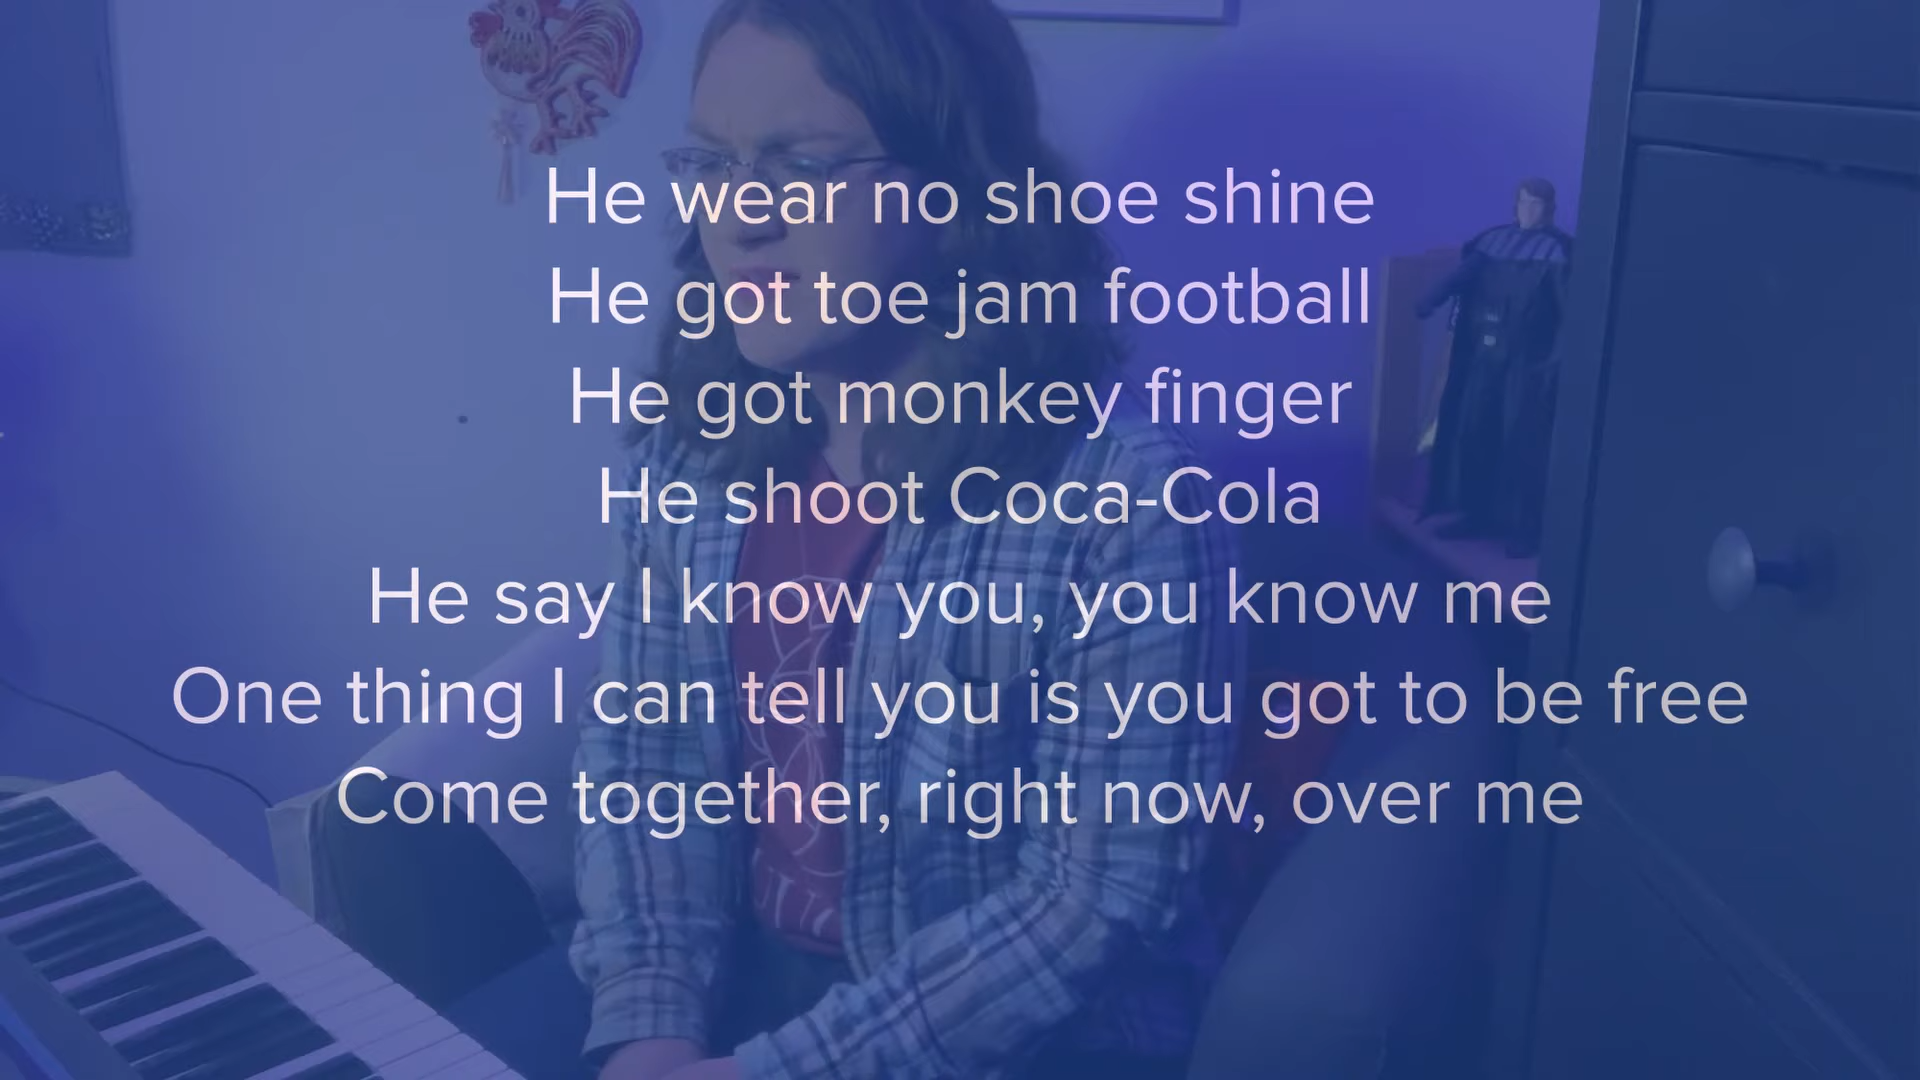 He wear no shoe shine
He got toe jam football
He got monkey finger
He shoot Coca-Cola
He say I know you, you know me
One thing I can tell you is you got to be free
Come together, right now, over me